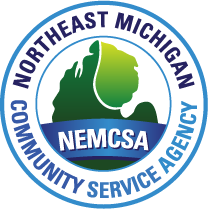 NORTHEAST MICHIGAN
NEMCSA
COMMUNITY SERVICE AGENCY